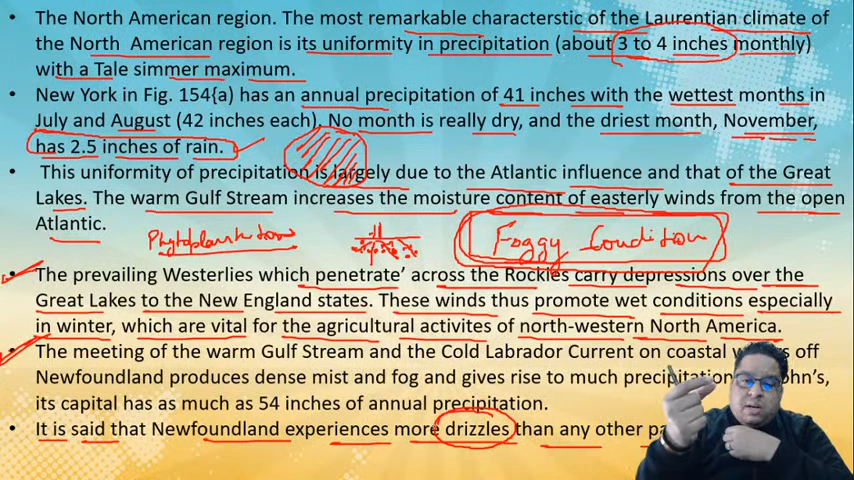 • The North American region. The most remarkable characterstic of the Laurentian climate of
the North American region is its uniformity in precipitation (about 3 to 4 inches monthly)
with a Tale simmer maximum.
• New York in Fig. 154{a) has an annual precipitation of 41 inches with the wettest months in
July and August (42 inches each). No month is really dry, and the driest month, November,
has 2.5 inches of rain.
• This uniformity of precipitation is largely due to the Atlantic influence and that of the Great
Lakes. The warm Gulf Stream increases the moisture content of easterly winds from the open
Atlantic.
Phytoplanktons
Foggy Condition
• The prevailing Westerlies which penetrate’ across the Rockies carry depressions over the
Great Lakes to the New England states. These winds thus promote wet conditions especially
in winter, which are vital for the agricultural activites of north-western North America.
• The meeting of the warm Gulf Stream and the Cold Labrador Current on coastal off
Newfoundland produces dense mist and fog and gives rise to much precipitation
its capital has as much as 54 inches of annual precipitation.
• It is said that Newfoundland experiences more drizzles than any other